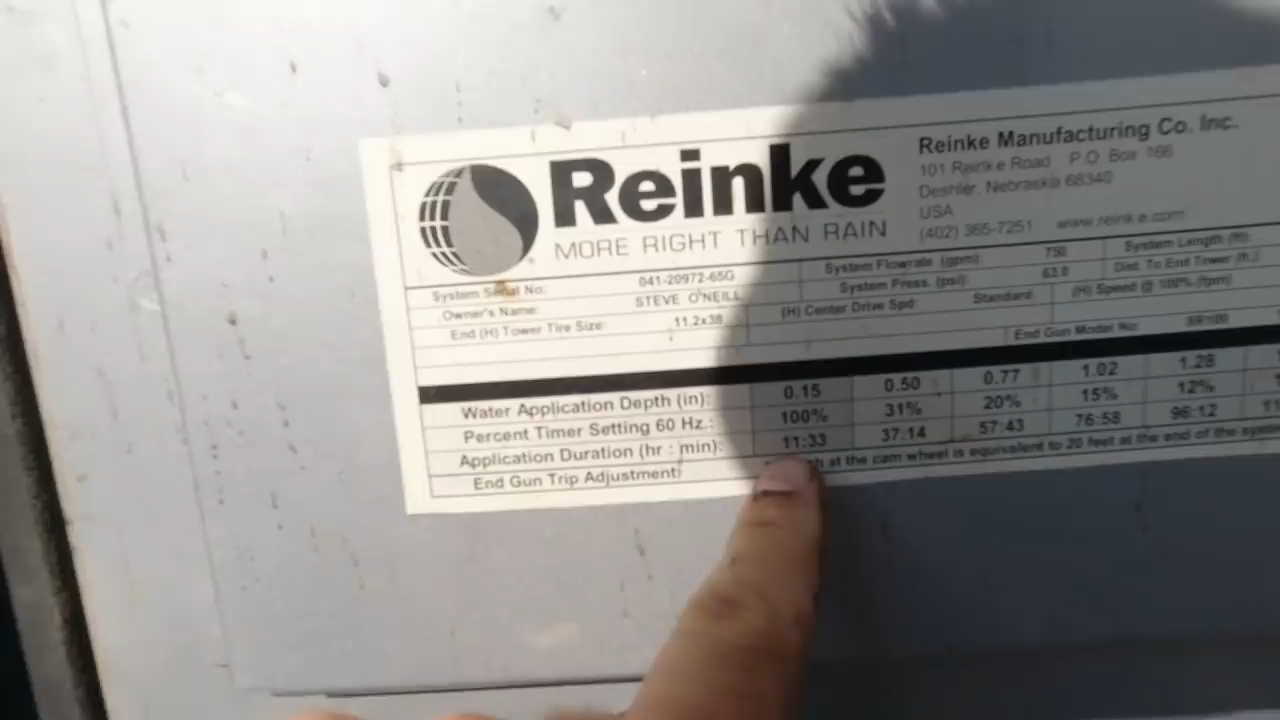 Reinke
MORE RIGHT THAN RAIN
Reinke Manufacturing Co. Inc.
101 Reinke Road P.O. Box 166
Deshler, Nebraska 68340
USA
(402) 365-7251 www.reinke.com
System Serial No: 041-20972-65G System Flowrate (gpm): 750 System Length (ft)
Owner's Name: STEVE O'NEILL System Press. (psi) 63.0 Dist. To End Tower (ft.)
End (H) Tower Tire Size: 11.2x38 (H) Center Drive Spd: Standard (H) Speed @ 100% (fpm)
End Gun Model No: SR100
Water Application Depth (in): 0.15 0.50 0.77 1.02 1.28
Percent Timer Setting 60 Hz.: 100% 31% 20% 15% 12%
Application Duration (hr : min): 11:33 37:14 57:43 76:58 96:12
End Gun Trip Adjustment: at the cam wheel is equivalent to 20 feet at the end of the